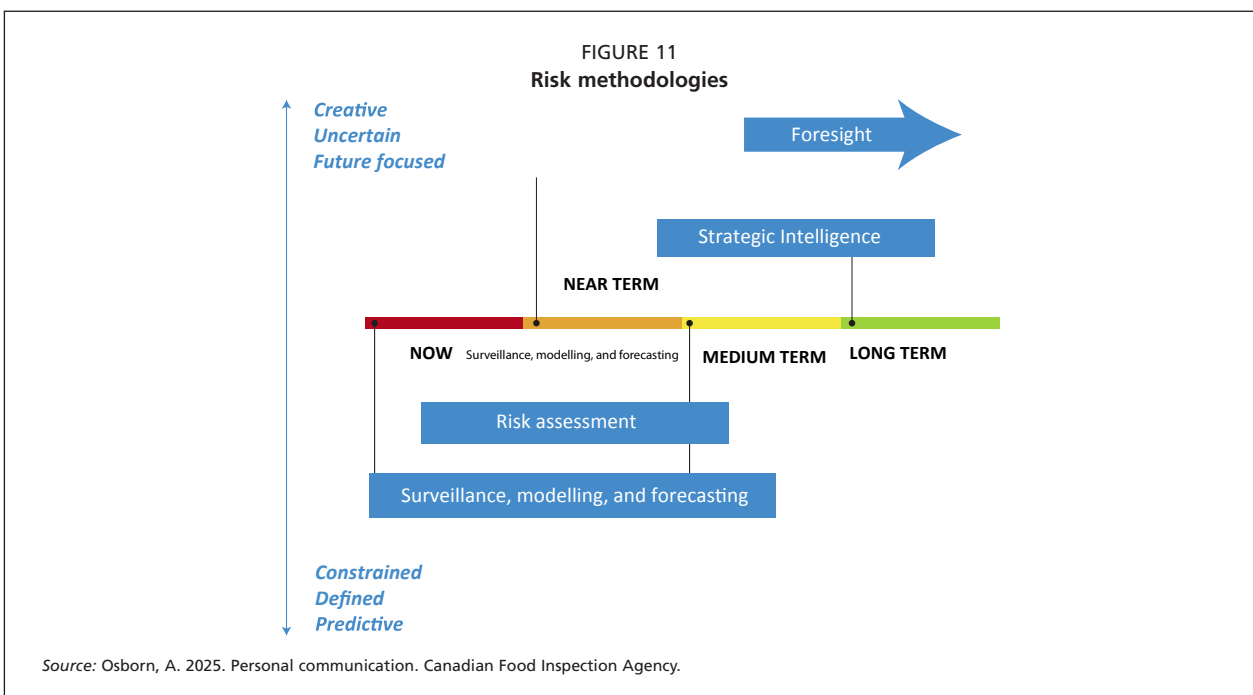 FIGURE 11
Risk methodologies
Creative
Uncertain
Future focused
Foresight
Strategic Intelligence
NEAR TERM
NOW
Surveillance, modelling, and forecasting
MEDIUM TERM
LONG TERM
Risk assessment
Surveillance, modelling, and forecasting
Constrained
Defined
Predictive
Source: Osborn, A. 2025. Personal communication. Canadian Food Inspection Agency.